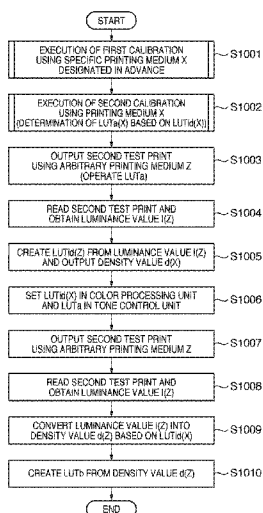 START
EXECUTION OF FIRST CALIBRATION
USING SPECIFIC PRINTING MEDIUM X
DESIGNATED IN ADVANCE
S1001
EXECUTION OF SECOND CALIBRATION
USING PRINTING MEDIUM X
(DETERMINATION OF LUTa(X) BASED ON LUTid(X))
S1002
OUTPUT SECOND TEST PRINT
USING ARBITRARY PRINTING MEDIUM Z
(OPERATE LUTa)
S1003
READ SECOND TEST PRINT AND
OBTAIN LUMINANCE VALUE I(Z)
S1004
CREATE LUTid(Z) FROM LUMINANCE VALUE I(Z)
AND OUTPUT DENSITY VALUE d(X)
S1005
SET LUTid(X) IN COLOR PROCESSING UNIT
AND LUTa IN TONE CONTROL UNIT
S1006
OUTPUT SECOND TEST PRINT
USING ARBITRARY PRINTING MEDIUM Z
S1007
READ SECOND TEST PRINT AND
OBTAIN LUMINANCE VALUE I(Z)
S1008
CONVERT LUMINANCE VALUE I(Z) INTO
DENSITY VALUE d(Z) BASED ON LUTid(X)
S1009
CREATE LUTb FROM DENSITY VALUE d(Z)
S1010
END